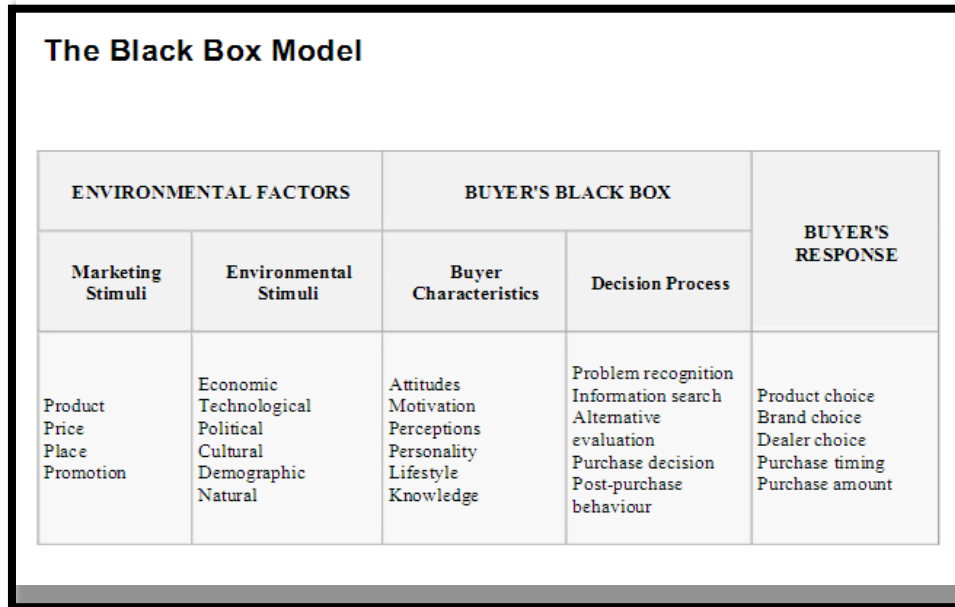 The Black Box Model
ENVIRONMENTAL FACTORS
BUYER'S BLACK BOX
BUYER'S
RESPONSE
Marketing
Stimuli
Environmental
Stimuli
Buyer
Characteristics
Decision Process
Product
Price
Place
Promotion
Economic
Technological
Political
Cultural
Demographic
Natural
Attitudes
Motivation
Perceptions
Personality
Lifestyle
Knowledge
Problem recognition
Information search
Alternative
evaluation
Purchase decision
Post-purchase
behaviour
Product choice
Brand choice
Dealer choice
Purchase timing
Purchase amount